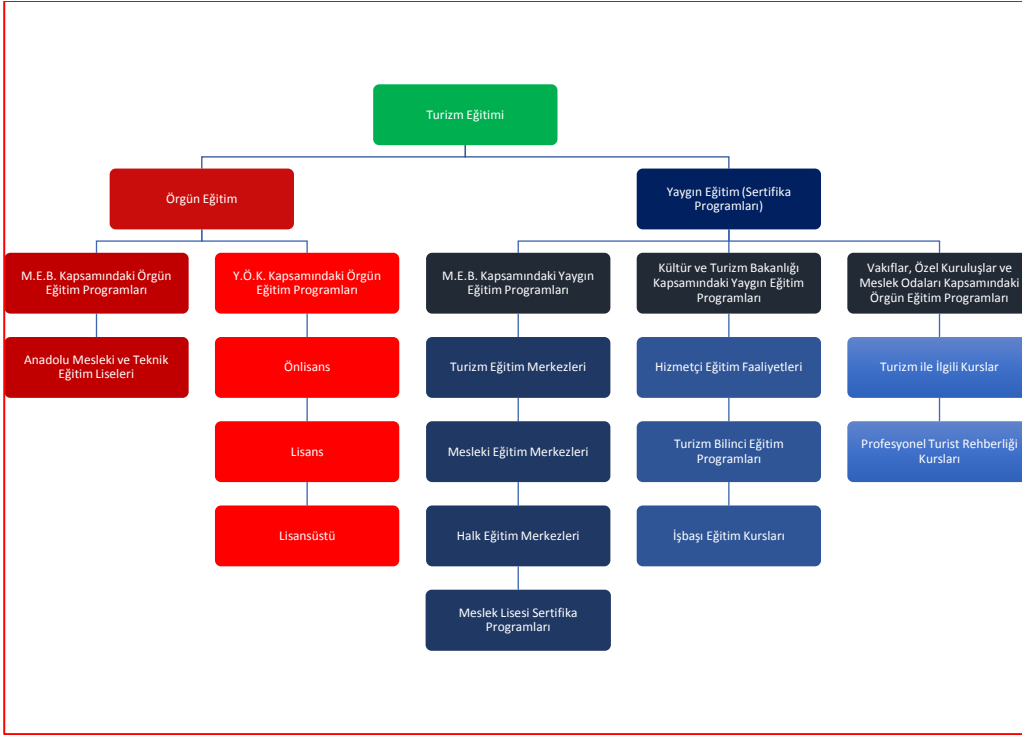 Turizm Eğitimi
Örgün Eğitim
Yaygın Eğitim (Sertifika
Programları)
M.E.B. Kapsamındaki Örgün
Eğitim Programları
Y.Ö.K. Kapsamındaki Örgün
Eğitim Programları
M.E.B. Kapsamındaki Yaygın
Eğitim Programları
Kültür ve Turizm Bakanlığı
Kapsamındaki Yaygın Eğitim
Programları
Vakıflar, Özel Kuruluşlar ve
Meslek Odaları Kapsamındaki
Örgün Eğitim Programları
Anadolu Mesleki ve Teknik
Eğitim Liseleri
Önlisans
Turizm Eğitim Merkezleri
Hizmetçi Eğitim Faaliyetleri
Turizm ile İlgili Kurslar
Lisans
Mesleki Eğitim Merkezleri
Turizm Bilinci Eğitim
Programları
Profesyonel Turist Rehberliği
Kursları
Lisansüstü
Halk Eğitim Merkezleri
İşbaşı Eğitim Kursları
Meslek Lisesi Sertifika
Programları